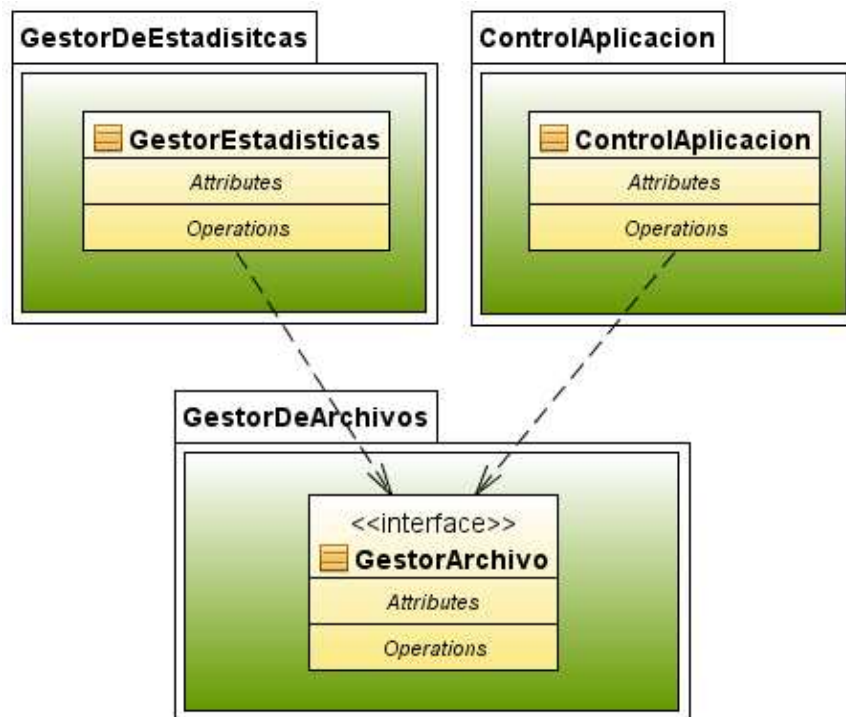 GestorDeEstadisitcas
ControlAplicacion
GestorEstadisticas
Attributes
Operations
ControlAplicacion
Attributes
Operations
GestorDeArchivos
<<interface>>
GestorArchivo
Attributes
Operations